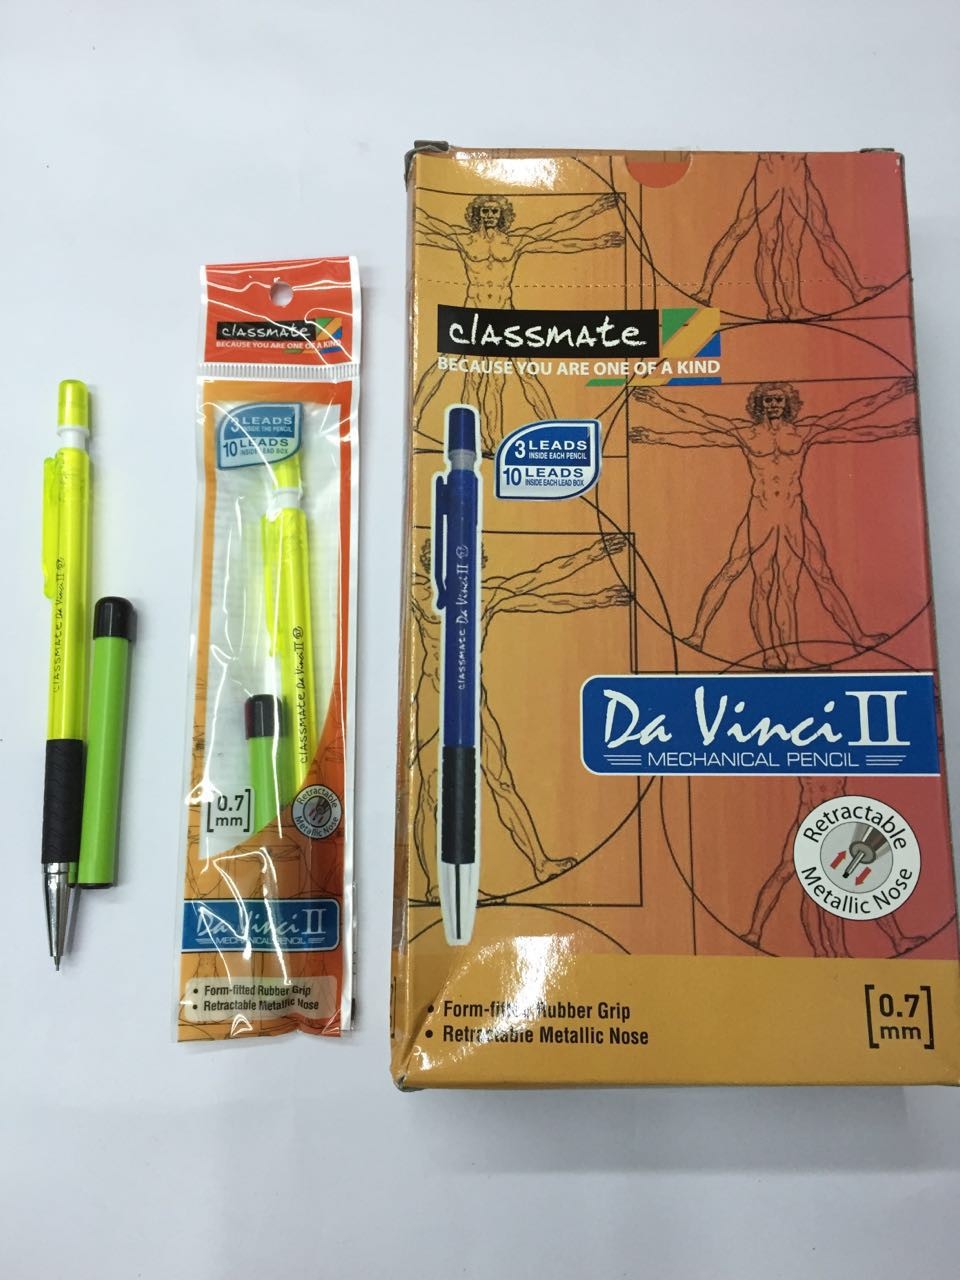 classmate Da Vinci II
classmate
BECAUSE YOU ARE ONE OF A KIND
3 LEADS
INSIDE THE PENCIL
10 LEADS
INSIDE LEAD BOX
classmate Da Vinci II
[0.7
mm]
Retractable
Metallic Nose
Da Vinci II
MECHANICAL PENCIL
• Form-fitted Rubber Grip
• Retractable Metallic Nose
classmate
BECAUSE YOU ARE ONE OF A KIND
3 LEADS
INSIDE EACH PENCIL
10 LEADS
INSIDE EACH LEAD BOX
classmate Da Vinci II
Da Vinci II
MECHANICAL PENCIL
Retractable
Metallic Nose
• Form-fitted Rubber Grip
• Retractable Metallic Nose
[0.7
mm]